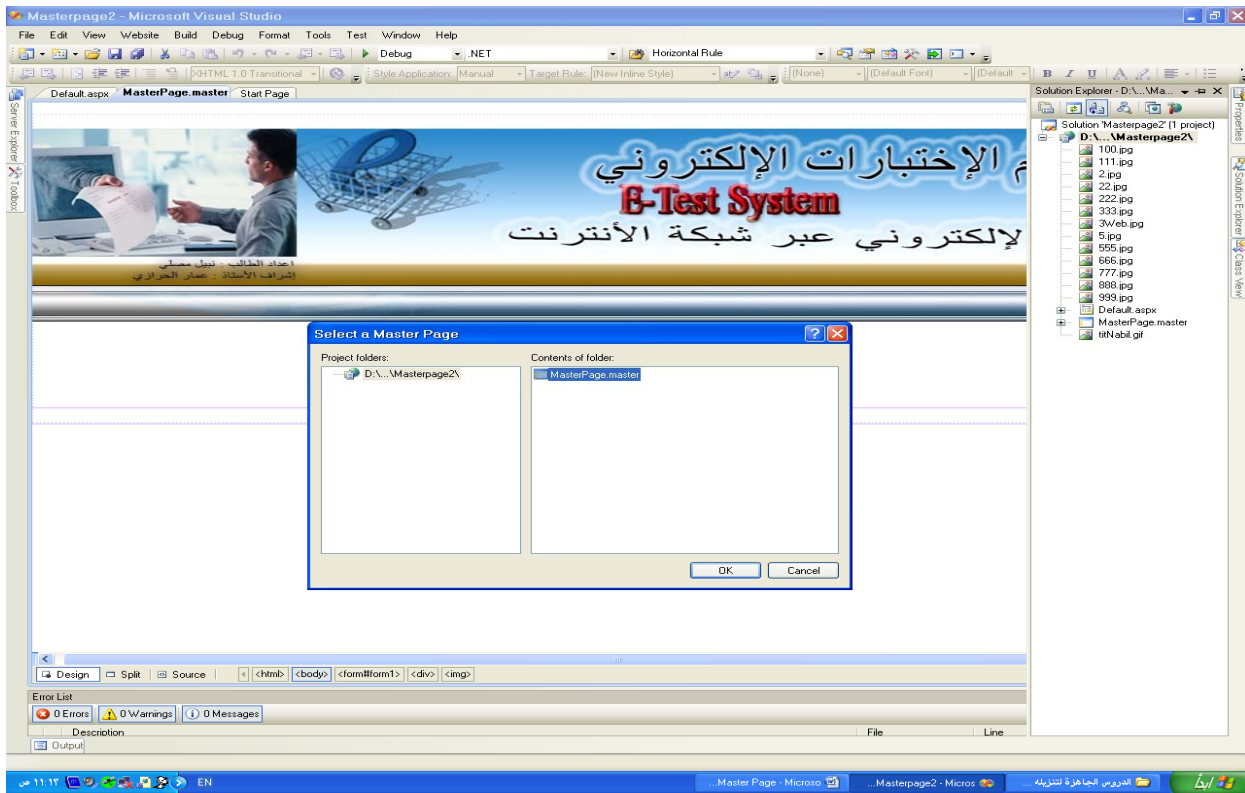 Masterpage2 - Microsoft Visual Studio
File Edit View Website Build Debug Format Tools Test Window Help
Debug .NET Horizontal Rule
XHTML 1.0 Transitional Style Application: Manual Target Rule: (New Inline Style) (None) (Default Font) (Default B I U A
Default.aspx MasterPage.master Start Page
Server Explorer
Toolbox
م الإختبارات الإلكتروني
E-Test System
لإلكتروني عبر شبكة الأنترنت
اعداد الطالب : نبيل مصلي
إشراف الأستاذ : عمار الحرازي
Select a Master Page
Project folders: Contents of folder:
D:\...\Masterpage2\ MasterPage.master
OK Cancel
Solution Explorer - D:\...\Ma...
Solution 'Masterpage2' (1 project)
D:\...\Masterpage2\
100.jpg
111.jpg
2.jpg
22.jpg
222.jpg
333.jpg
3Web.jpg
5.jpg
555.jpg
666.jpg
777.jpg
888.jpg
999.jpg
Default.aspx
MasterPage.master
titNabil.gif
Properties
Solution Explorer
Class View
Design Split Source <html> <body> <form#form1> <div> <img>
Error List
0 Errors 0 Warnings 0 Messages
Description File Line
Output
١١:١٣ ص EN ...Master Page - Microso ...Masterpage2 - Micros الدروس الجاهزة لتنزيله ... ابدأ